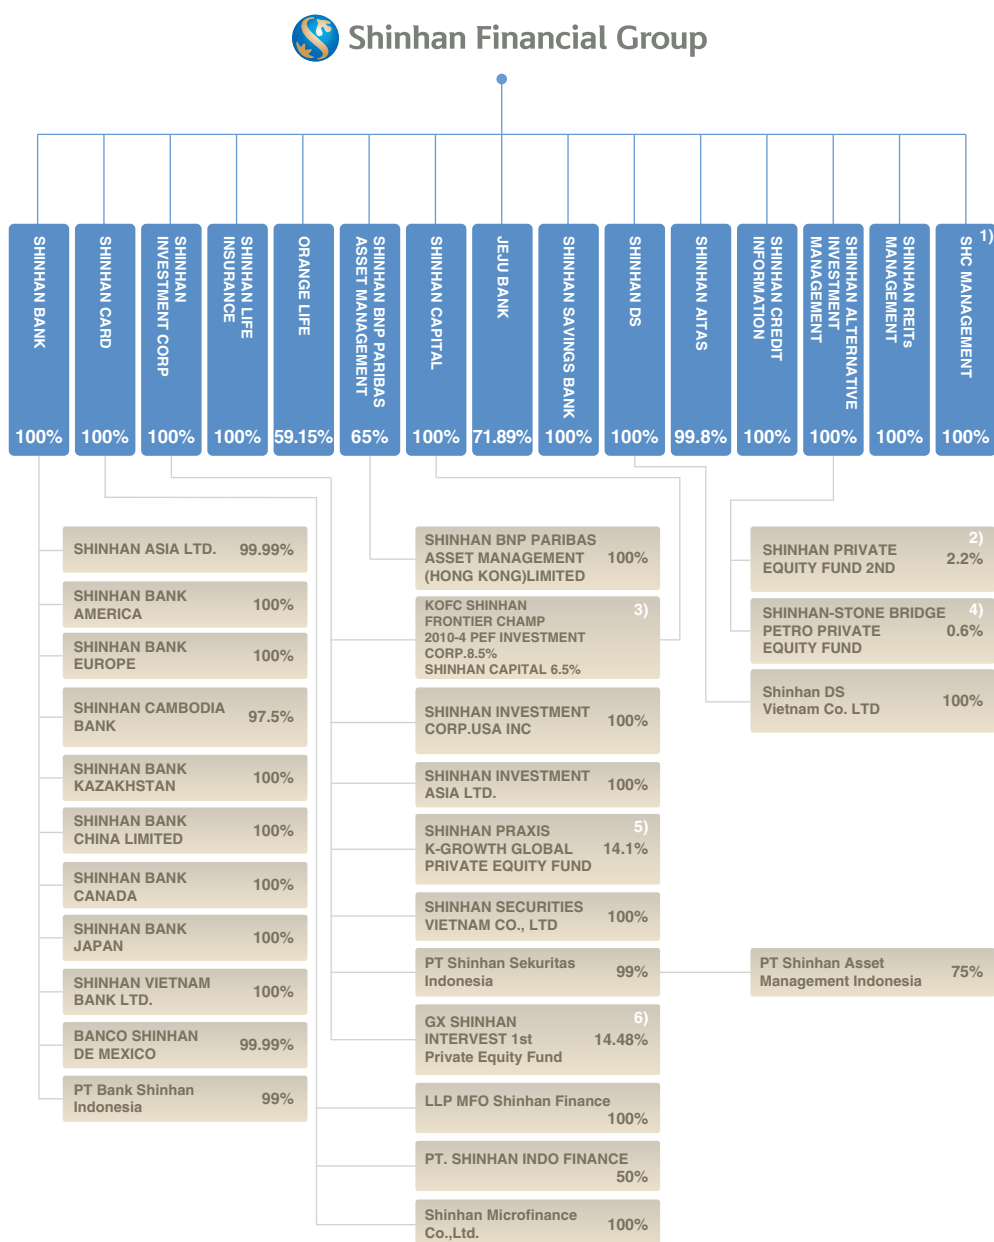 Shinhan Financial Group
SHINHAN BANK
100%
SHINHAN CARD
100%
SHINHAN
INVESTMENT CORP
100%
SHINHAN LIFE
INSURANCE
100%
ORANGE LIFE
59.15%
SHINHAN BNP PARIBAS
ASSET MANAGEMENT
65%
SHINHAN CAPITAL
100%
JEJU BANK
71.89%
SHINHAN SAVINGS BANK
100%
SHINHAN DS
100%
SHINHAN AITAS
99.8%
SHINHAN CREDIT
INFORMATION
100%
SHINHAN ALTERNATIVE
INVESTMENT
MANAGEMENT
100%
SHINHAN REITs
MANAGEMENT
100%
1)
SHC MANAGEMENT
100%
SHINHAN ASIA LTD. 99.99%
SHINHAN BANK
AMERICA 100%
SHINHAN BANK
EUROPE 100%
SHINHAN CAMBODIA
BANK 97.5%
SHINHAN BANK
KAZAKHSTAN 100%
SHINHAN BANK
CHINA LIMITED 100%
SHINHAN BANK
CANADA 100%
SHINHAN BANK
JAPAN 100%
SHINHAN VIETNAM
BANK LTD. 100%
BANCO SHINHAN
DE MEXICO 99.99%
PT Bank Shinhan
Indonesia 99%
SHINHAN BNP PARIBAS
ASSET MANAGEMENT 100%
(HONG KONG)LIMITED
KOFC SHINHAN 3)
FRONTIER CHAMP
2010-4 PEF INVESTMENT
CORP.8.5%
SHINHAN CAPITAL 6.5%
SHINHAN INVESTMENT
CORP.USA INC 100%
SHINHAN INVESTMENT
ASIA LTD. 100%
SHINHAN PRAXIS 5)
K-GROWTH GLOBAL 14.1%
PRIVATE EQUITY FUND
SHINHAN SECURITIES
VIETNAM CO., LTD 100%
PT Shinhan Sekuritas
Indonesia 99%
GX SHINHAN 6)
INTERVEST 1st 14.48%
Private Equity Fund
LLP MFO Shinhan Finance
100%
PT. SHINHAN INDO FINANCE
50%
Shinhan Microfinance
Co.,Ltd. 100%
2)
SHINHAN PRIVATE
EQUITY FUND 2ND 2.2%
SHINHAN-STONE BRIDGE 4)
PETRO PRIVATE 0.6%
EQUITY FUND
Shinhan DS
Vietnam Co. LTD 100%
PT Shinhan Asset
Management Indonesia 75%